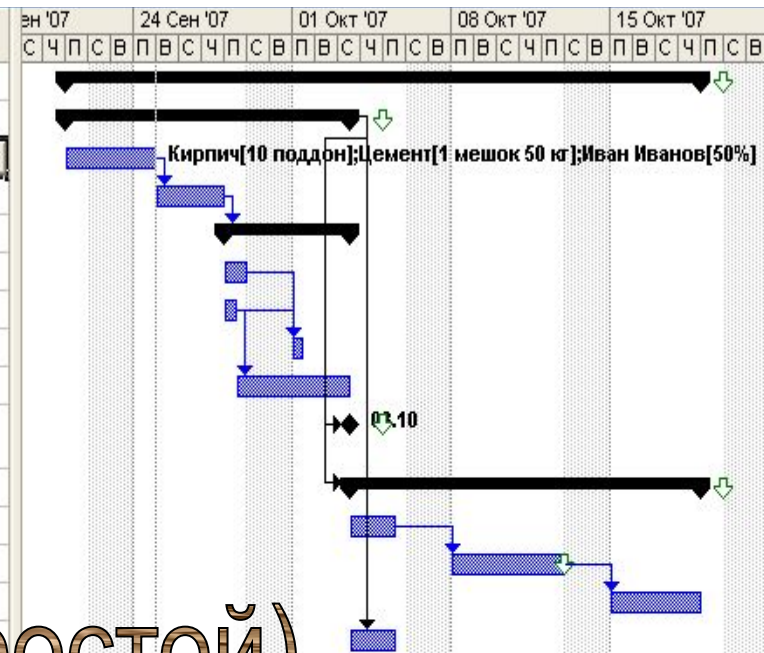 ен '07 24 Сен '07 01 Окт '07 08 Окт '07 15 Окт '07
С Ч П С В П В С Ч П С В П В С Ч П С В П В С Ч П С В П В С Ч П С В
Кирпич[10 поддон];Цемент[1 мешок 50 кг];Иван Иванов[50%]
03.10
ростой)